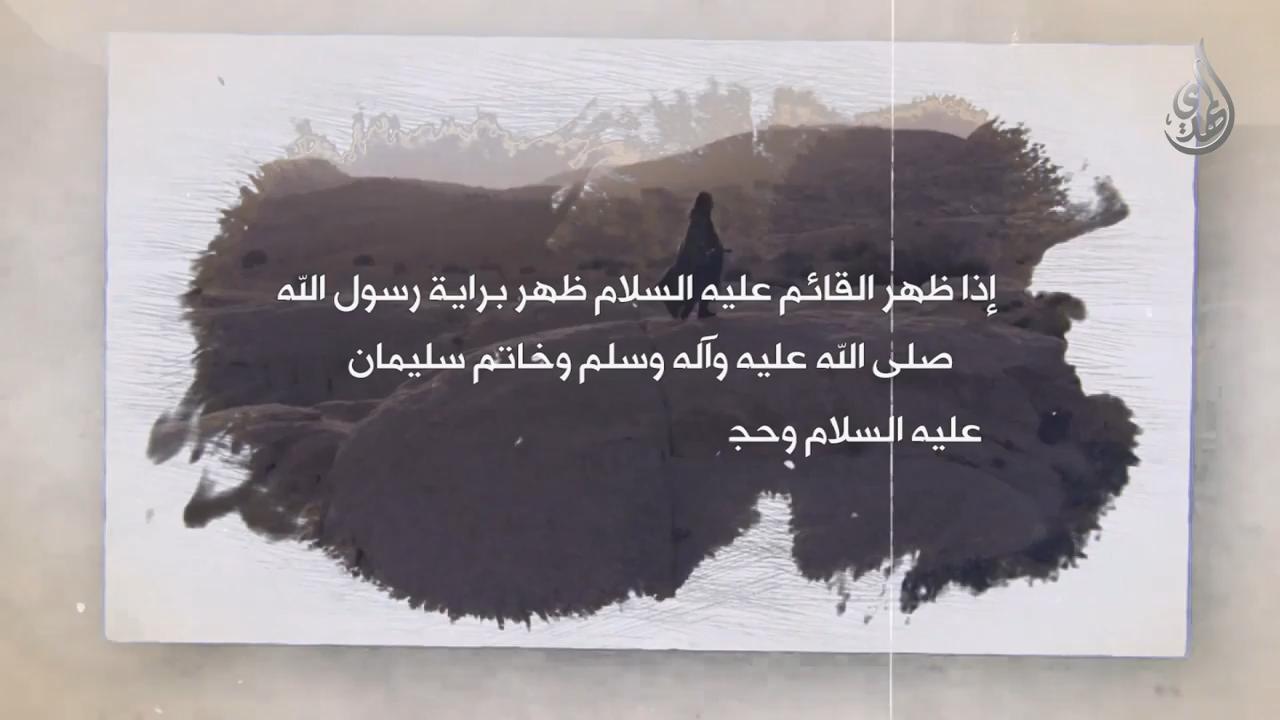 إذا ظهر القائم عليه السلام ظهر براية رسول الله
صلى الله عليه وآله وسلم وخاتم سليمان
عليه السلام وحج